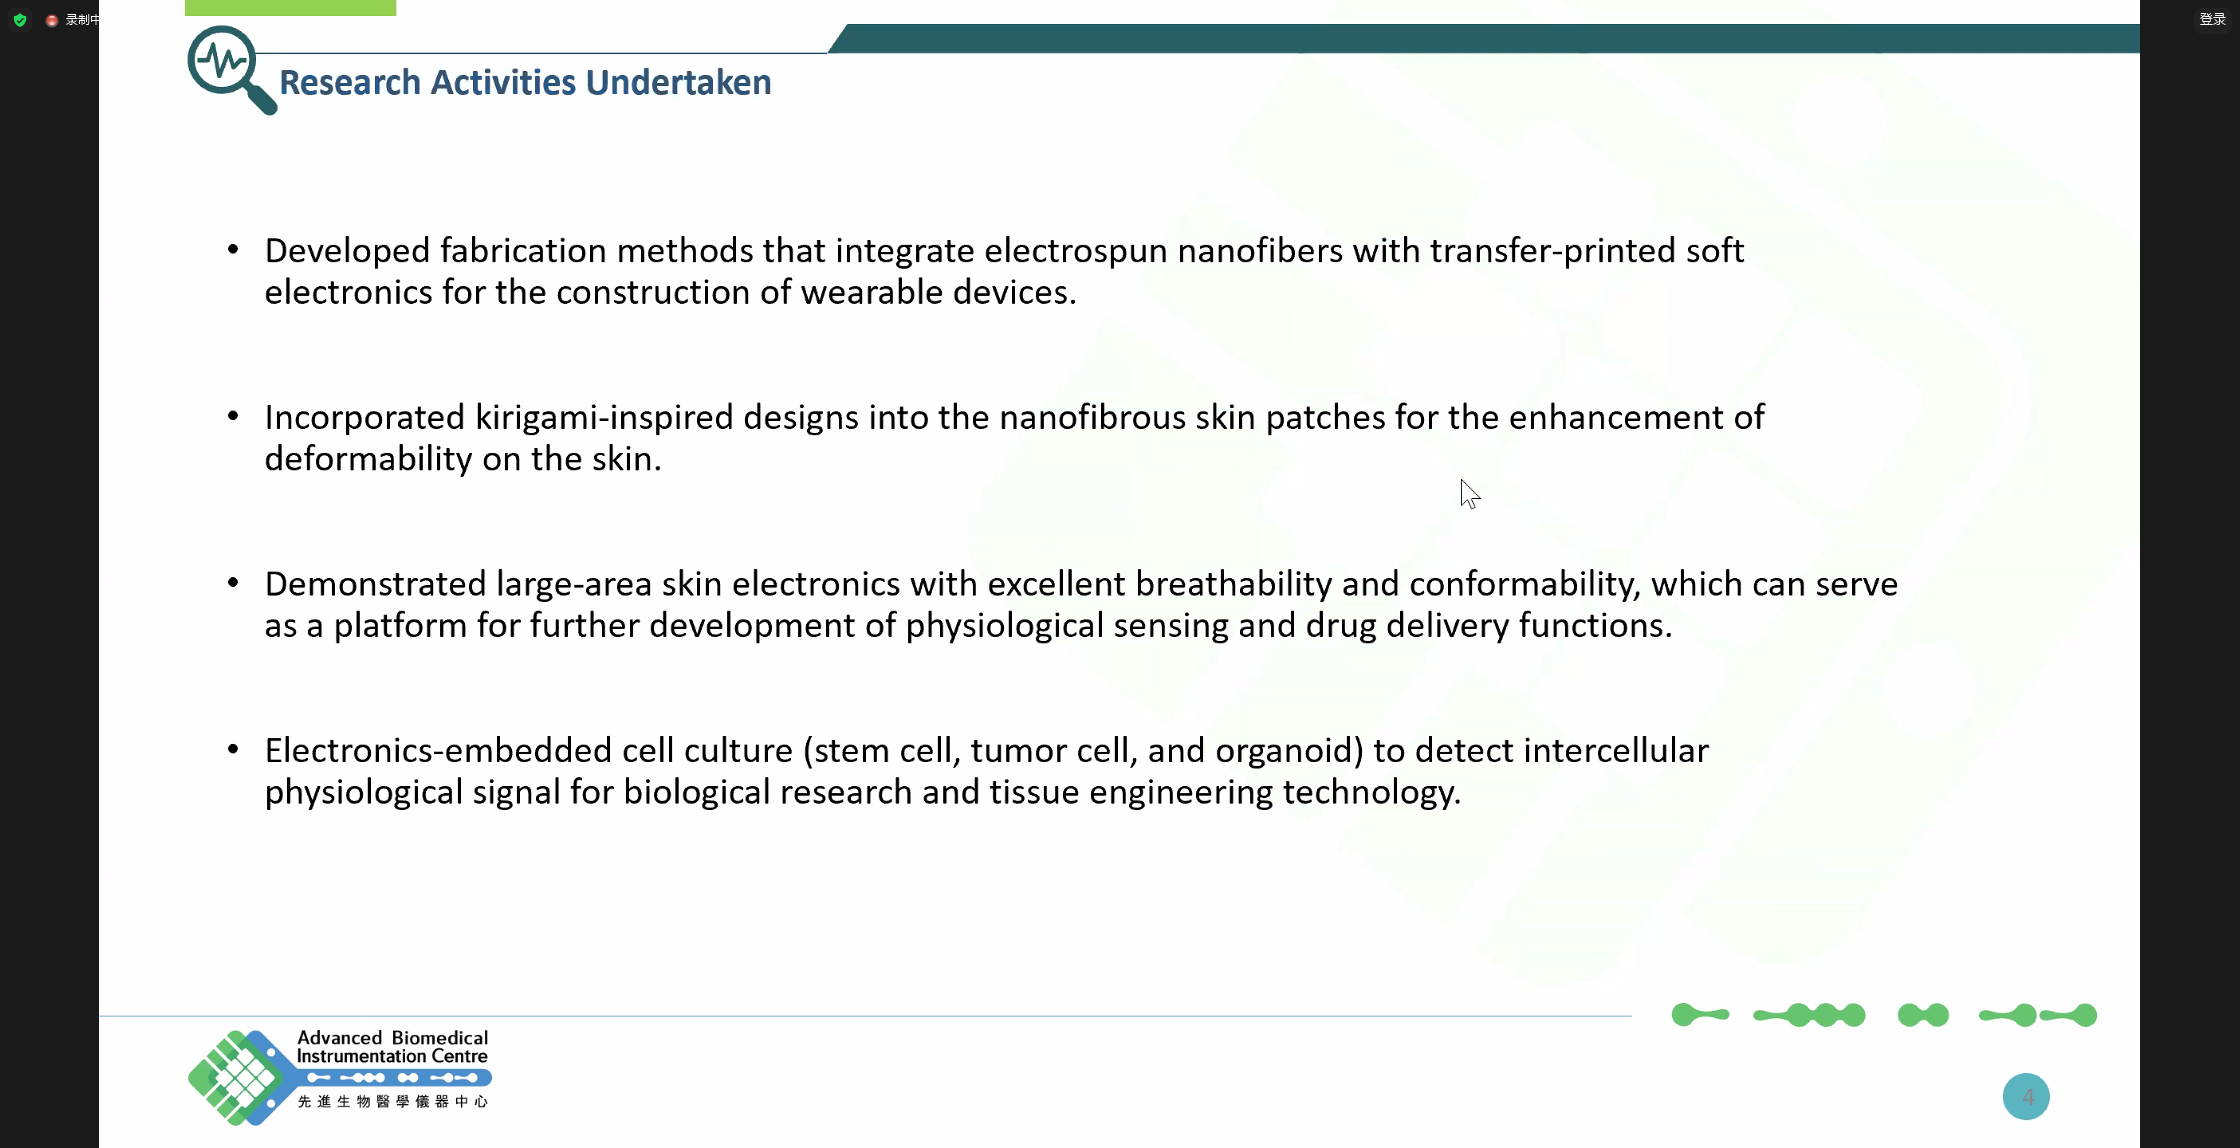 录制中
登录
Research Activities Undertaken
• Developed fabrication methods that integrate electrospun nanofibers with transfer-printed soft
electronics for the construction of wearable devices.
• Incorporated kirigami-inspired designs into the nanofibrous skin patches for the enhancement of
deformability on the skin.
• Demonstrated large-area skin electronics with excellent breathability and conformability, which can serve
as a platform for further development of physiological sensing and drug delivery functions.
• Electronics-embedded cell culture (stem cell, tumor cell, and organoid) to detect intercellular
physiological signal for biological research and tissue engineering technology.
Advanced Biomedical
Instrumentation Centre
先進生物醫學儀器中心
4